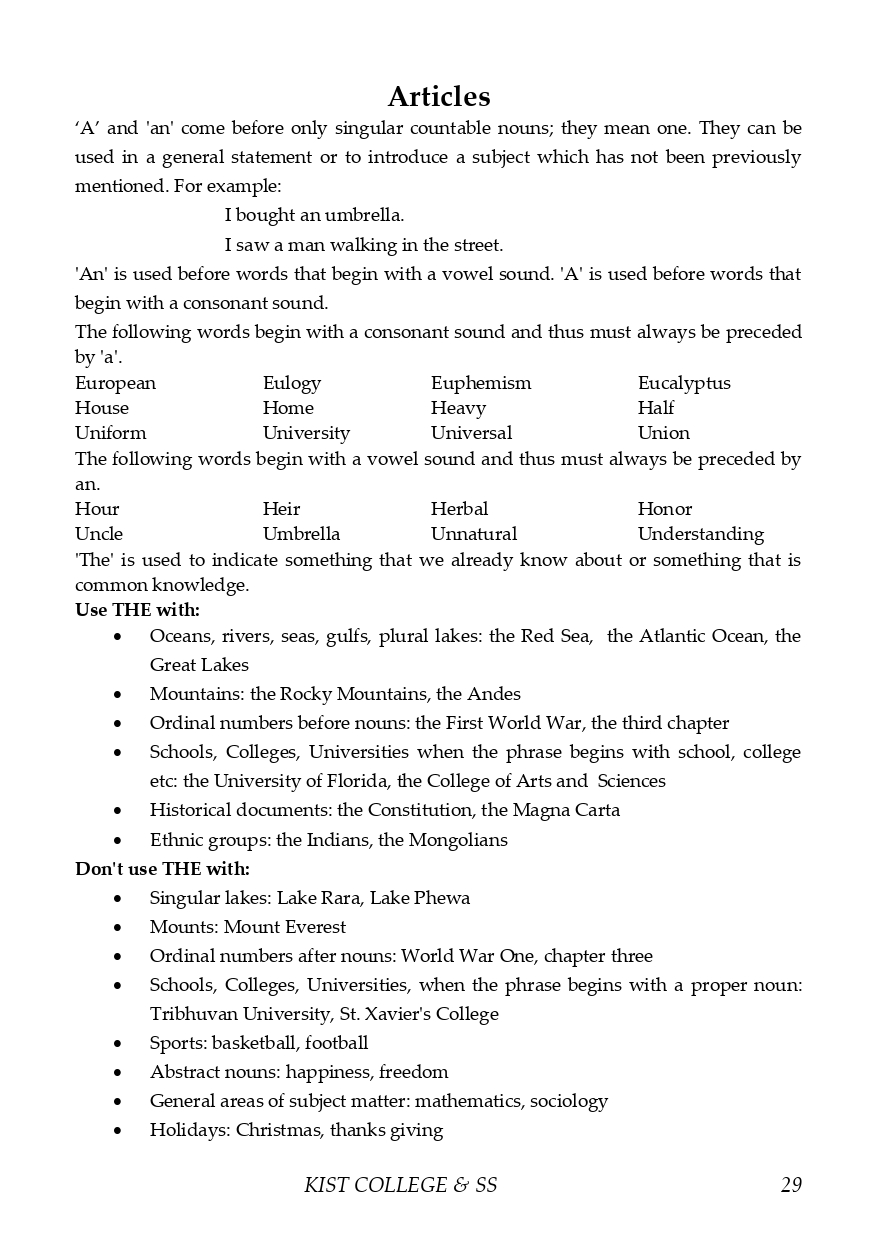 Articles
‘A’ and 'an' come before only singular countable nouns; they mean one. They can be
used in a general statement or to introduce a subject which has not been previously
mentioned. For example:
I bought an umbrella.
I saw a man walking in the street.
'An' is used before words that begin with a vowel sound. 'A' is used before words that
begin with a consonant sound.
The following words begin with a consonant sound and thus must always be preceded
by 'a'.
European Eulogy Euphemism Eucalyptus
House Home Heavy Half
Uniform University Universal Union
The following words begin with a vowel sound and thus must always be preceded by
an.
Hour Heir Herbal Honor
Uncle Umbrella Unnatural Understanding
'The' is used to indicate something that we already know about or something that is
common knowledge.
Use THE with:
• Oceans, rivers, seas, gulfs, plural lakes: the Red Sea, the Atlantic Ocean, the
Great Lakes
• Mountains: the Rocky Mountains, the Andes
• Ordinal numbers before nouns: the First World War, the third chapter
• Schools, Colleges, Universities when the phrase begins with school, college
etc: the University of Florida, the College of Arts and Sciences
• Historical documents: the Constitution, the Magna Carta
• Ethnic groups: the Indians, the Mongolians
Don't use THE with:
• Singular lakes: Lake Rara, Lake Phewa
• Mounts: Mount Everest
• Ordinal numbers after nouns: World War One, chapter three
• Schools, Colleges, Universities, when the phrase begins with a proper noun:
Tribhuvan University, St. Xavier's College
• Sports: basketball, football
• Abstract nouns: happiness, freedom
• General areas of subject matter: mathematics, sociology
• Holidays: Christmas, thanks giving
KIST COLLEGE & SS 29